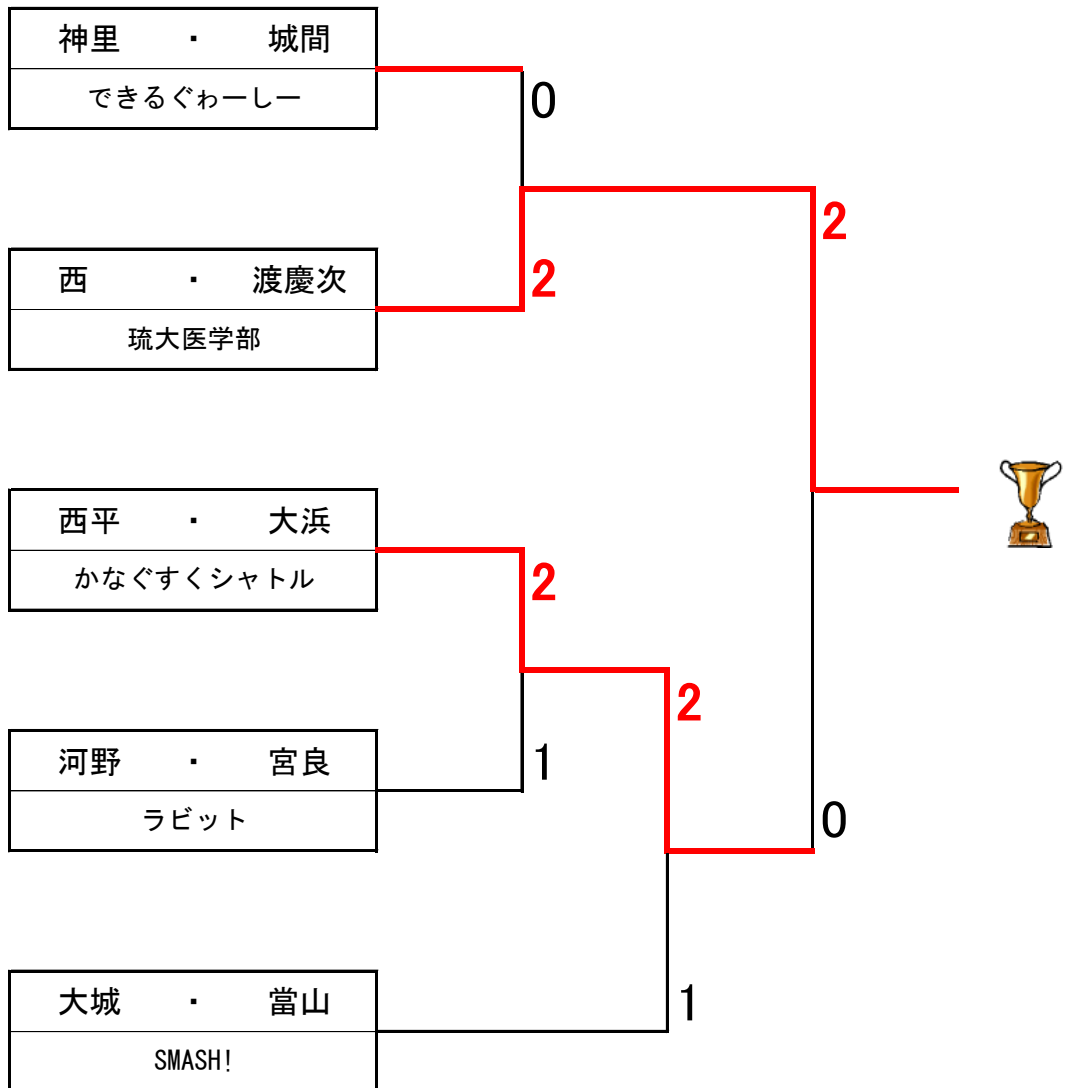 神里 ・ 城間
できるぐゎーしー
0
2
西 ・ 渡慶次
2
琉大医学部
西平 ・ 大浜
かなぐすくシャトル
2
2
河野 ・ 宮良
1
ラビット
0
大城 ・ 當山
1
SMASH!